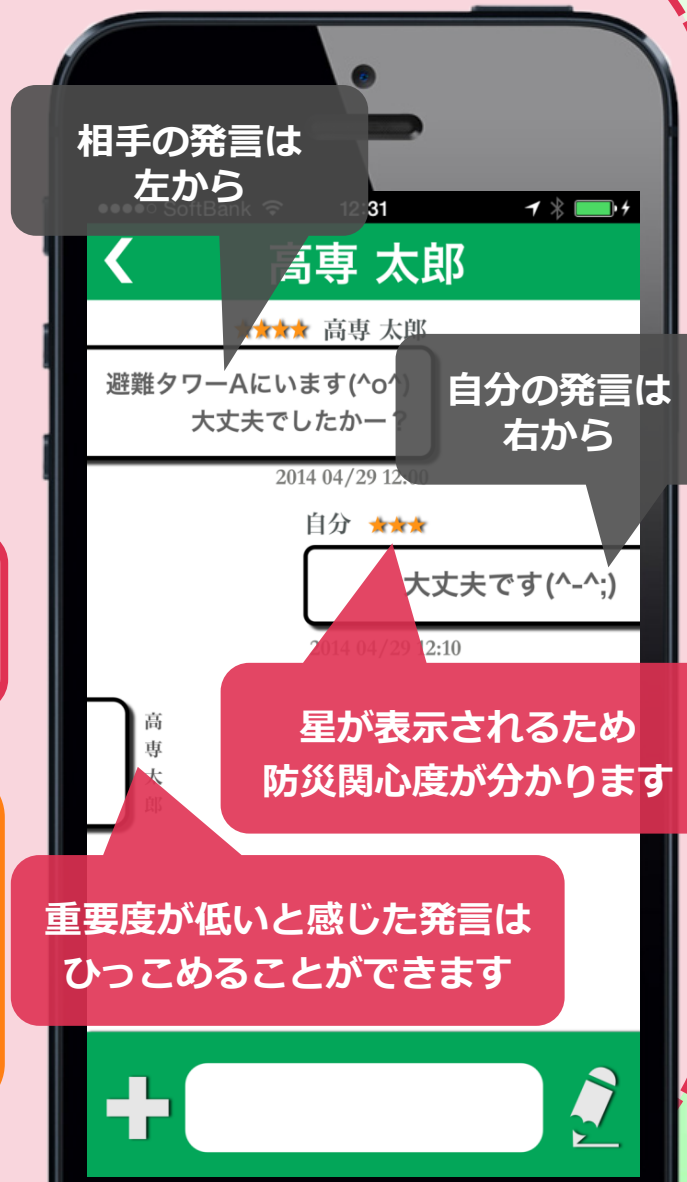 相手の発言は
左から
SoftBank 12:31
高専 太郎
★★★★ 高専 太郎
避難タワーAにいます(^o^)
大丈夫でしたかー？
2014 04/29 12:00
自分の発言は
右から
自分 ★★★
大丈夫です(^-^;)
2014 04/29 12:10
星が表示されるため
防災関心度が分かります
高専太郎
重要度が低いと感じた発言は
ひっこめることができます